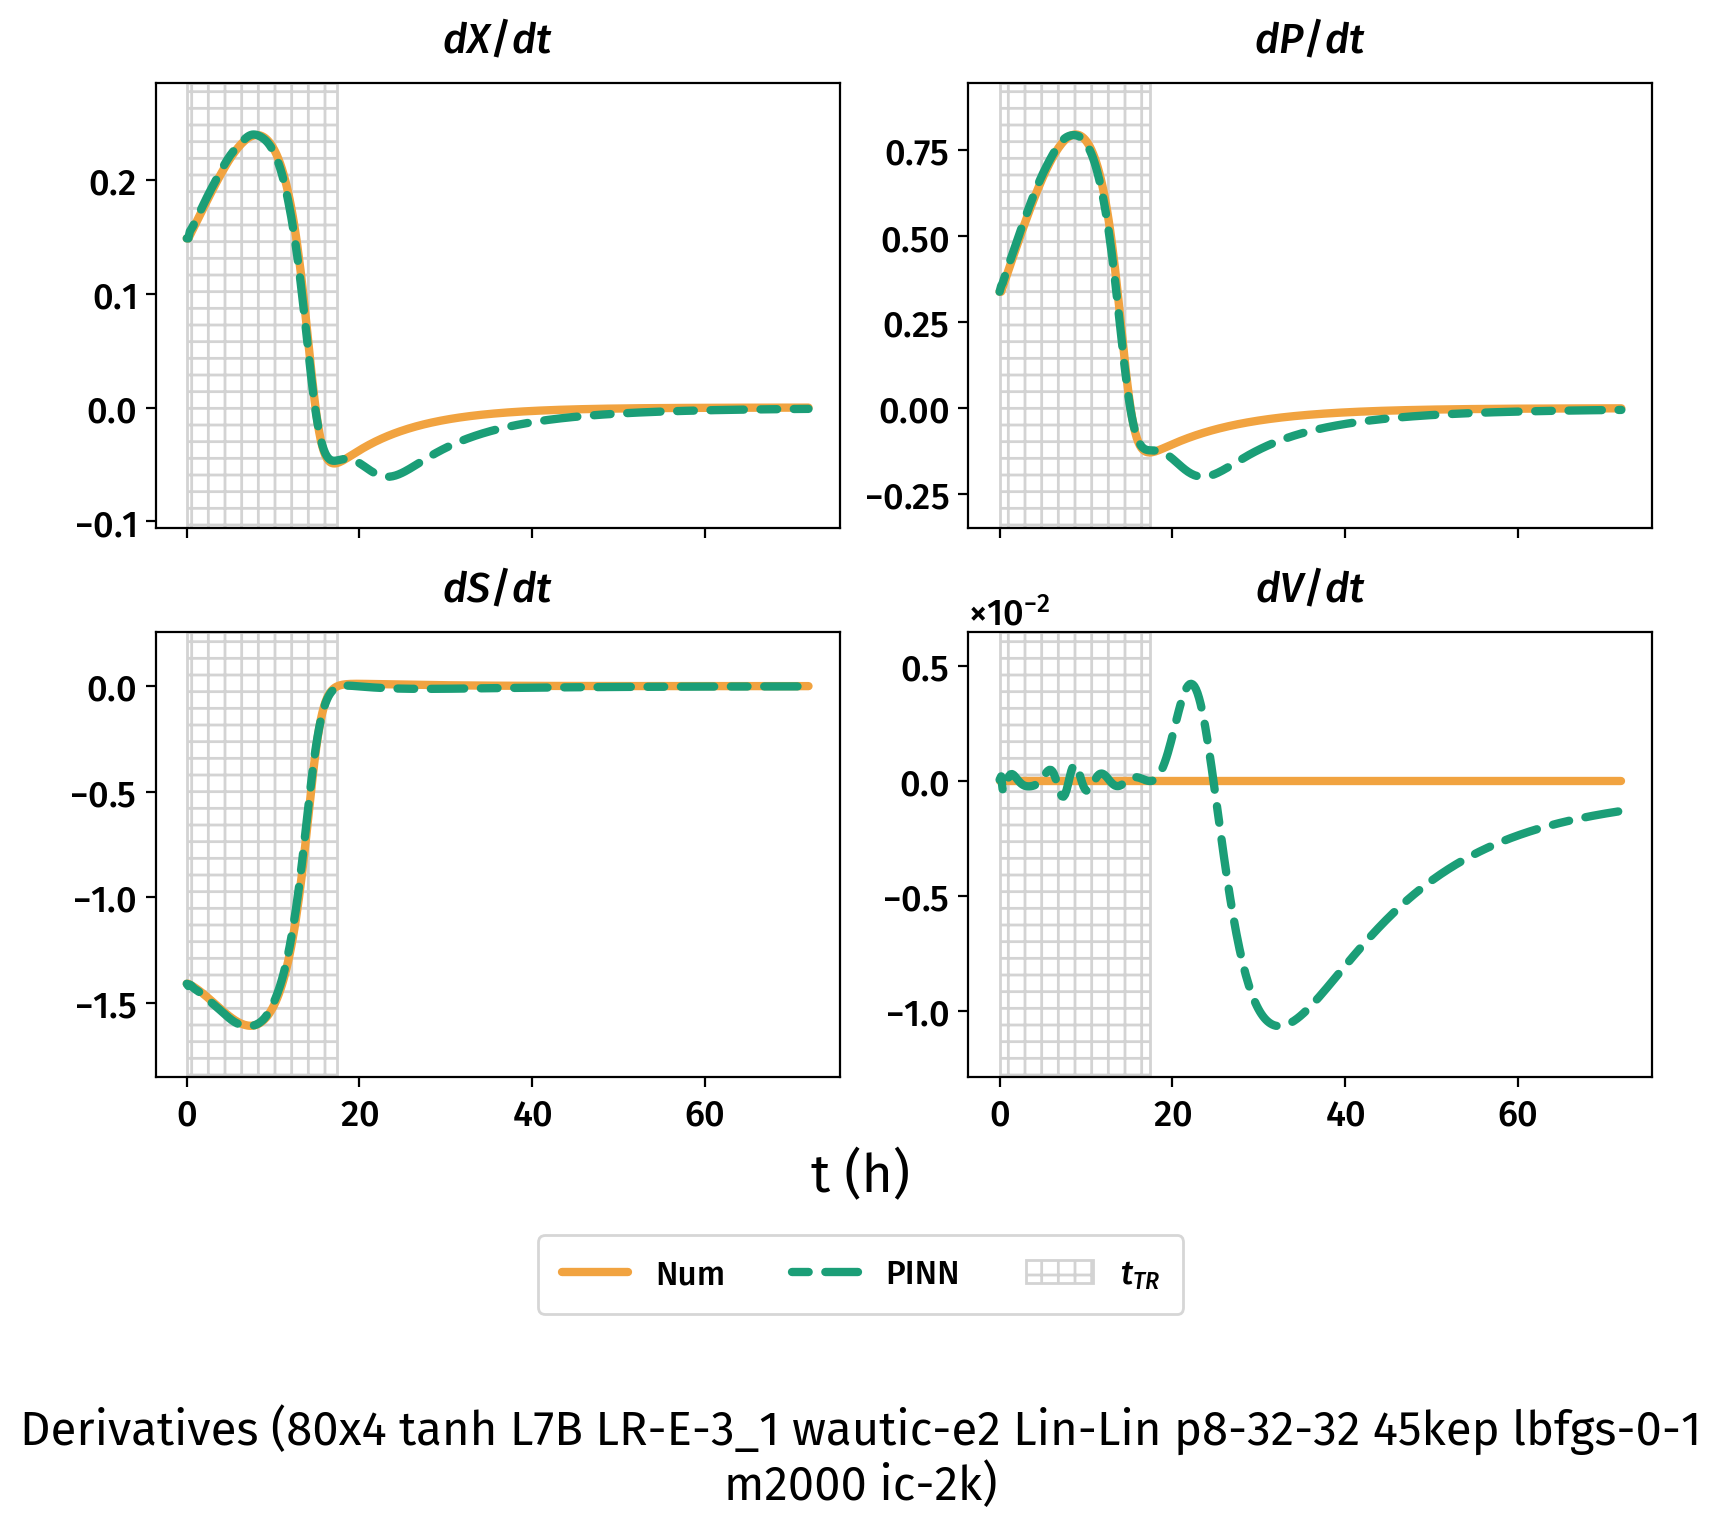 dX/dt
dP/dt
0.2
0.1
0.0
−0.1
0.75
0.50
0.25
0.00
−0.25
dS/dt
dV/dt
×10⁻²
0.0
−0.5
−1.0
−1.5
0.5
0.0
−0.5
−1.0
0 20 40 60
0 20 40 60
t (h)
Num PINN t_TR
Derivatives (80x4 tanh L7B LR-E-3_1 wautic-e2 Lin-Lin p8-32-32 45kep lbfgs-0-1
m2000 ic-2k)